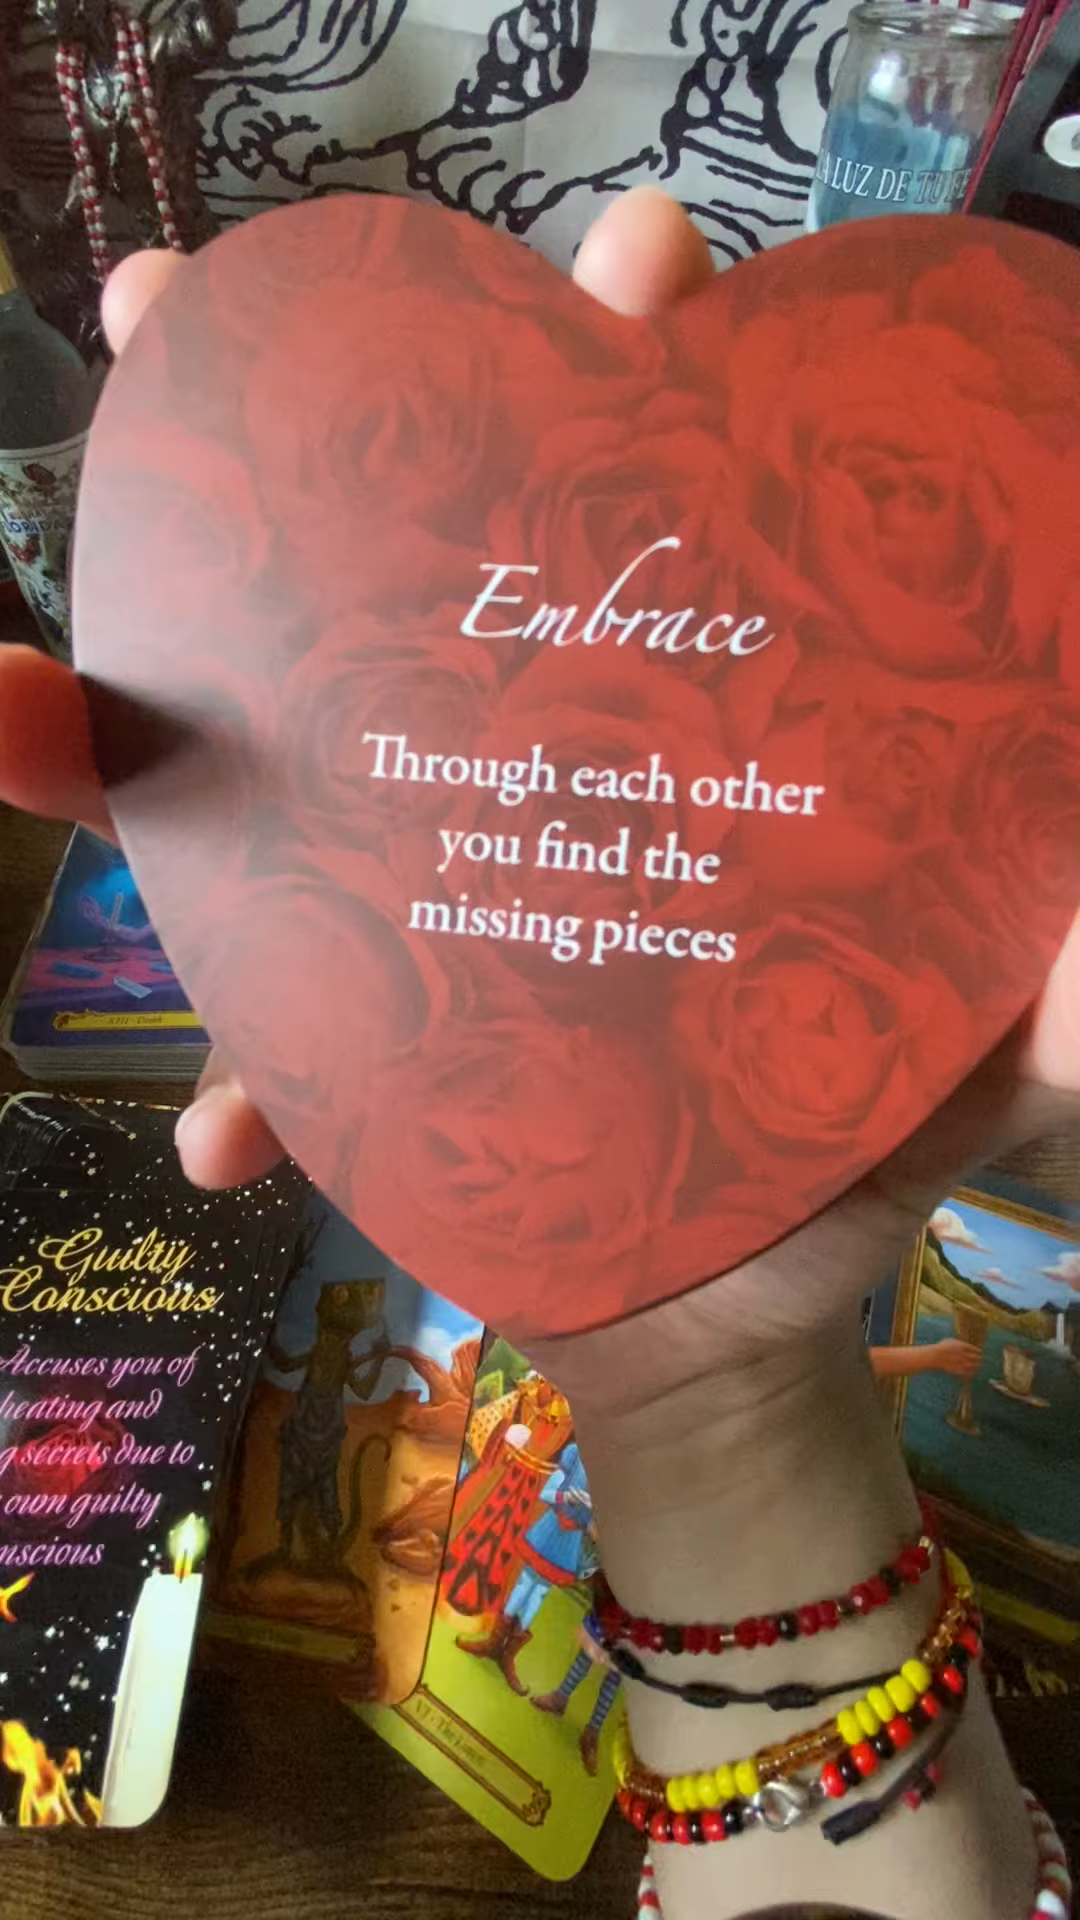 LA LUZ DE TU FE
Embrace
Through each other
you find the
missing pieces
XIII - Death
Guilty
Conscious
Accuses you of
heating and
g secrets due to
own guilty
nscious
VI - The